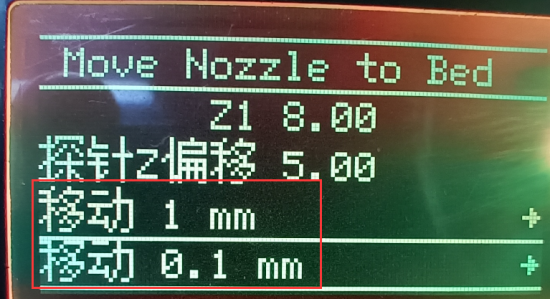 Move Nozzle to Bed
Z1 8.00
探针Z偏移 5.00
移动 1 mm
移动 0.1 mm